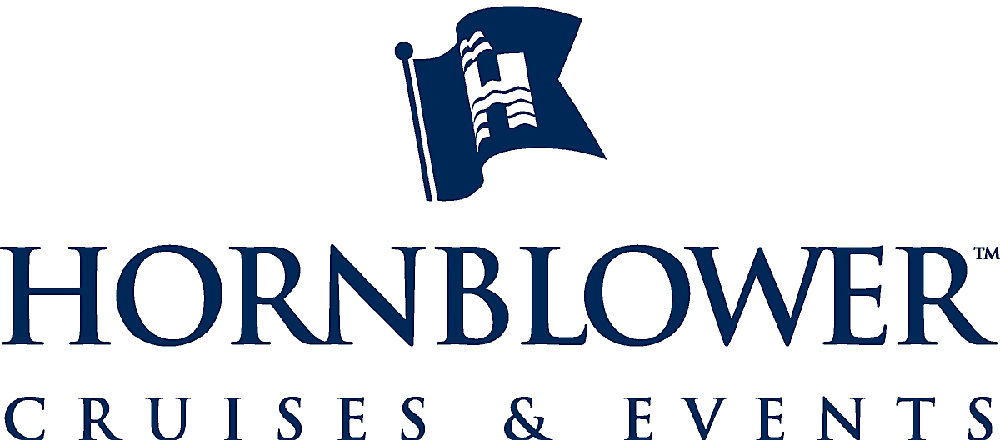 H
HORNBLOWER™
CRUISES & EVENTS